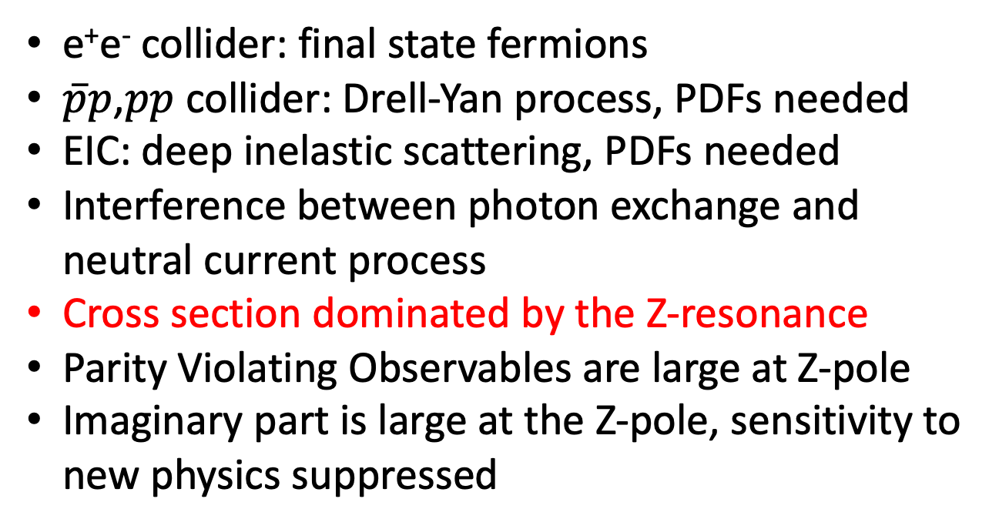 • e⁺e⁻ collider: final state fermions
• p̄p,pp collider: Drell-Yan process, PDFs needed
• EIC: deep inelastic scattering, PDFs needed
• Interference between photon exchange and
neutral current process
• Cross section dominated by the Z-resonance
• Parity Violating Observables are large at Z-pole
• Imaginary part is large at the Z-pole, sensitivity to
new physics suppressed